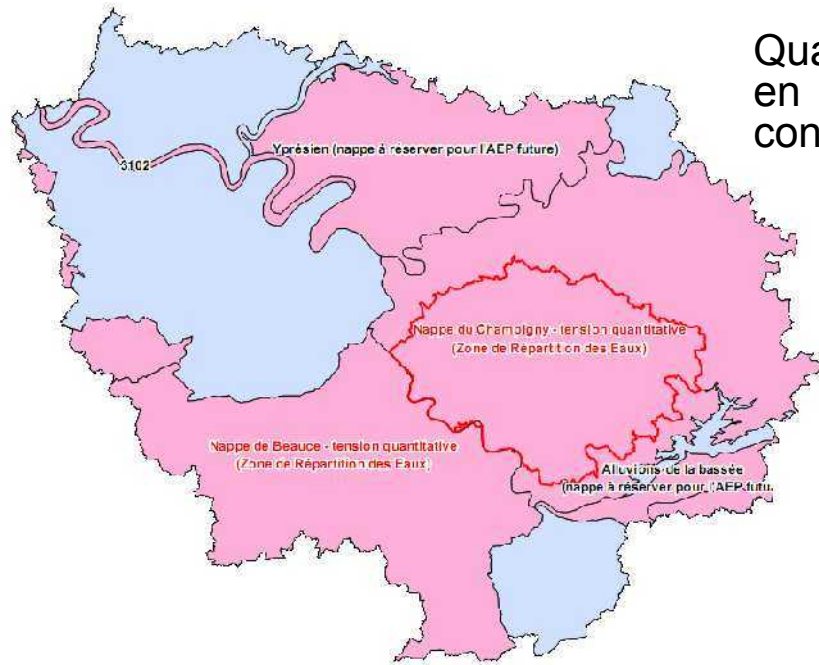 Qua
en
con
Yprésien (nappe à réserver pour l'AEP future)
3102
Nappe du Champigny - tension quantitative
(Zone de Répartition des Eaux)
Nappe de Beauce - tension quantitative
(Zone de Répartition des Eaux)
Alluvions de la bassée
(nappe à réserver pour l'AEP futu